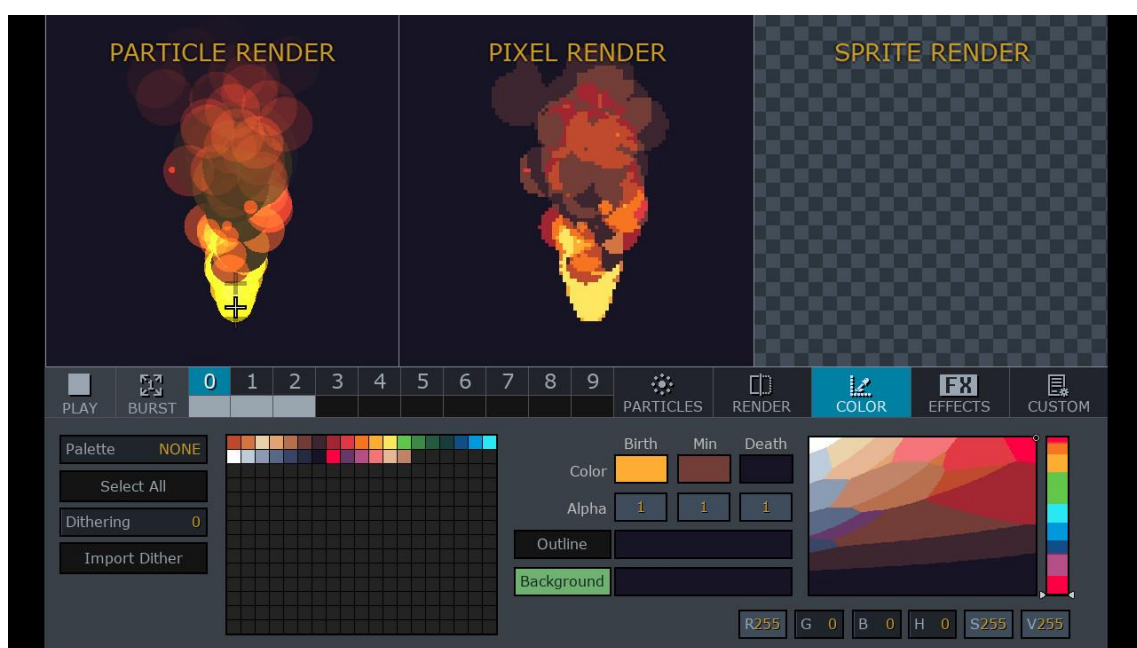 PARTICLE RENDER PIXEL RENDER SPRITE RENDER
PLAY BURST 1 0 1 2 3 4 5 6 7 8 9 PARTICLES RENDER COLOR FX EFFECTS CUSTOM
Palette NONE
Select All
Dithering 0
Import Dither
Birth Min Death
Color
Alpha 1 1 1
Outline
Background
R255 G 0 B 0 H 0 S255 V255